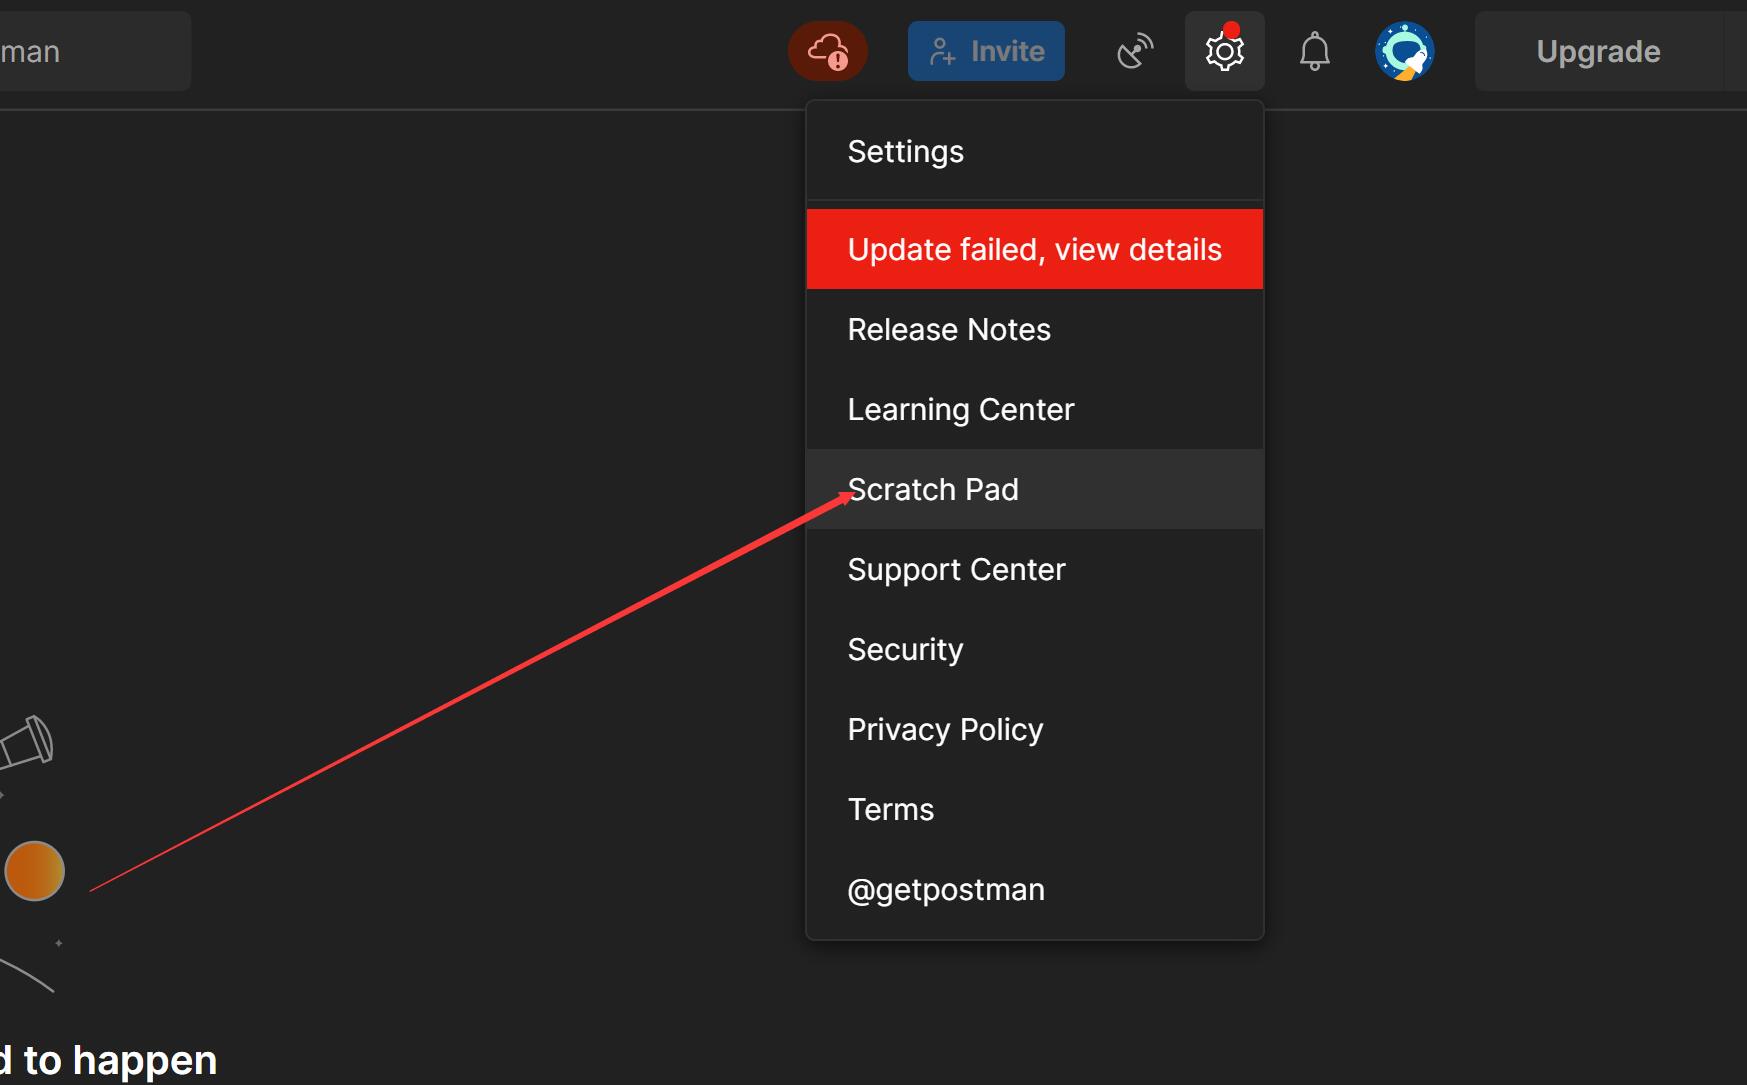 man
Invite
Upgrade
Settings
Update failed, view details
Release Notes
Learning Center
Scratch Pad
Support Center
Security
Privacy Policy
Terms
@getpostman
d to happen